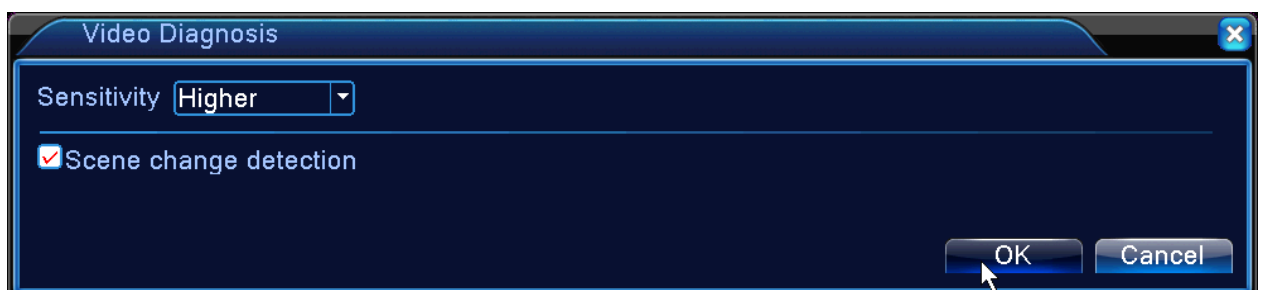 Video Diagnosis
Sensitivity Higher
Scene change detection
OK Cancel